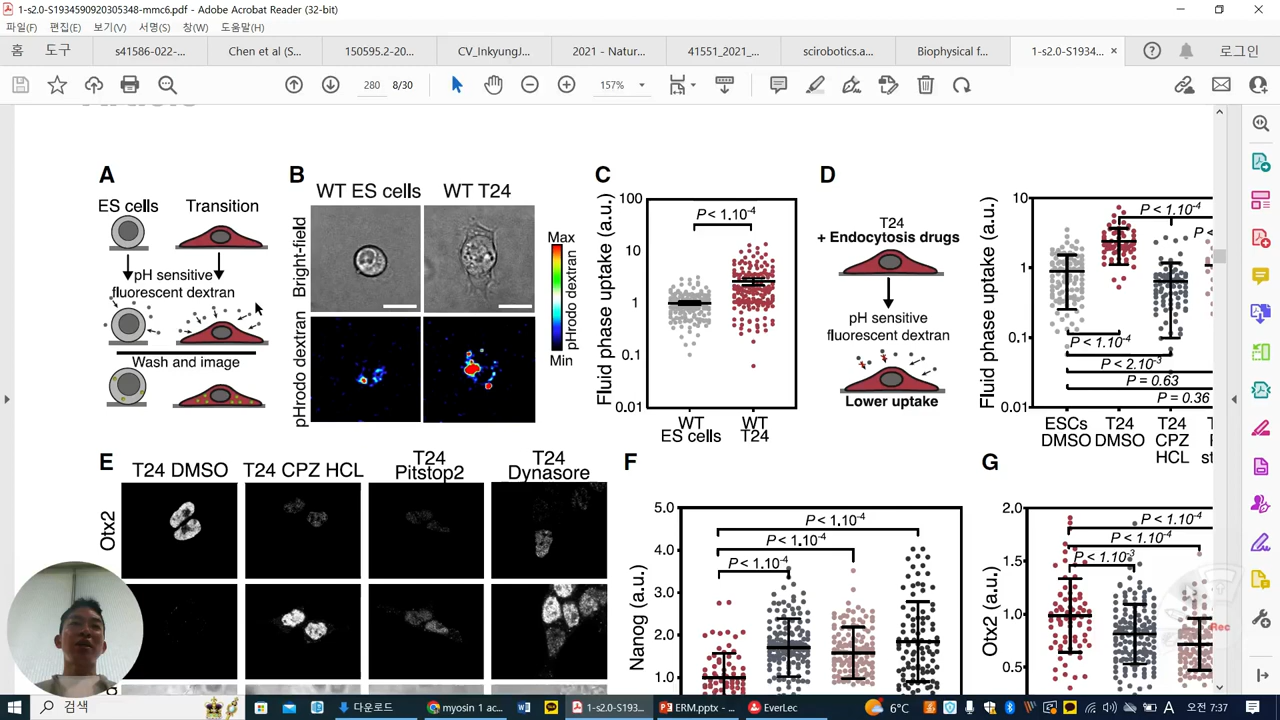 1-s2.0-S1934590920305348-mmc6.pdf - Adobe Acrobat Reader (32-bit)
파일(F) 편집(E) 보기(V) 서명(S) 창(W) 도움말(H)
홈 도구 s41586-022-... Chen et al (S... 150595.2-20... CV_InkyungJ... 2021 - Natur... 41551_2021_... scirobotics.a... Biophysical f... 1-s2.0-S1934... × 로그인
280 8/30 157%
A
ES cells Transition
pH sensitive
fluorescent dextran
Wash and image
B
WT ES cells WT T24
Bright-field
pHrodo dextran
Max
pHrodo dextran
Min
C
Fluid phase uptake (a.u.)
100
10
1
0.1
0.01
P < 1.10-4
WT WT
ES cells T24
D
T24
+ Endocytosis drugs
pH sensitive
fluorescent dextran
Lower uptake
Fluid phase uptake (a.u.)
10
1
0.1
0.01
P < 1.10-4
P <
P < 1.10-4
P < 2.10-3
P = 0.63
P = 0.36
ESCs T24 T24
DMSO DMSO CPZ
HCL
E
T24 DMSO T24 CPZ HCL T24 Pitstop2 T24 Dynasore
Otx2
F
Nanog (a.u.)
5.0
4.0
3.0
2.0
1.0
P < 1.10-4
P < 1.10-4
P < 1.10-4
G
Otx2 (a.u.)
2.0
1.5
1.0
0.5
P < 1.10-4
P < 1.10-4
P < 1.10-3
Rec
검색 다운로드 myosin 1 ac... 1-s2.0-S193... ERM.pptx - ... EverLec 6°C 오전 7:37